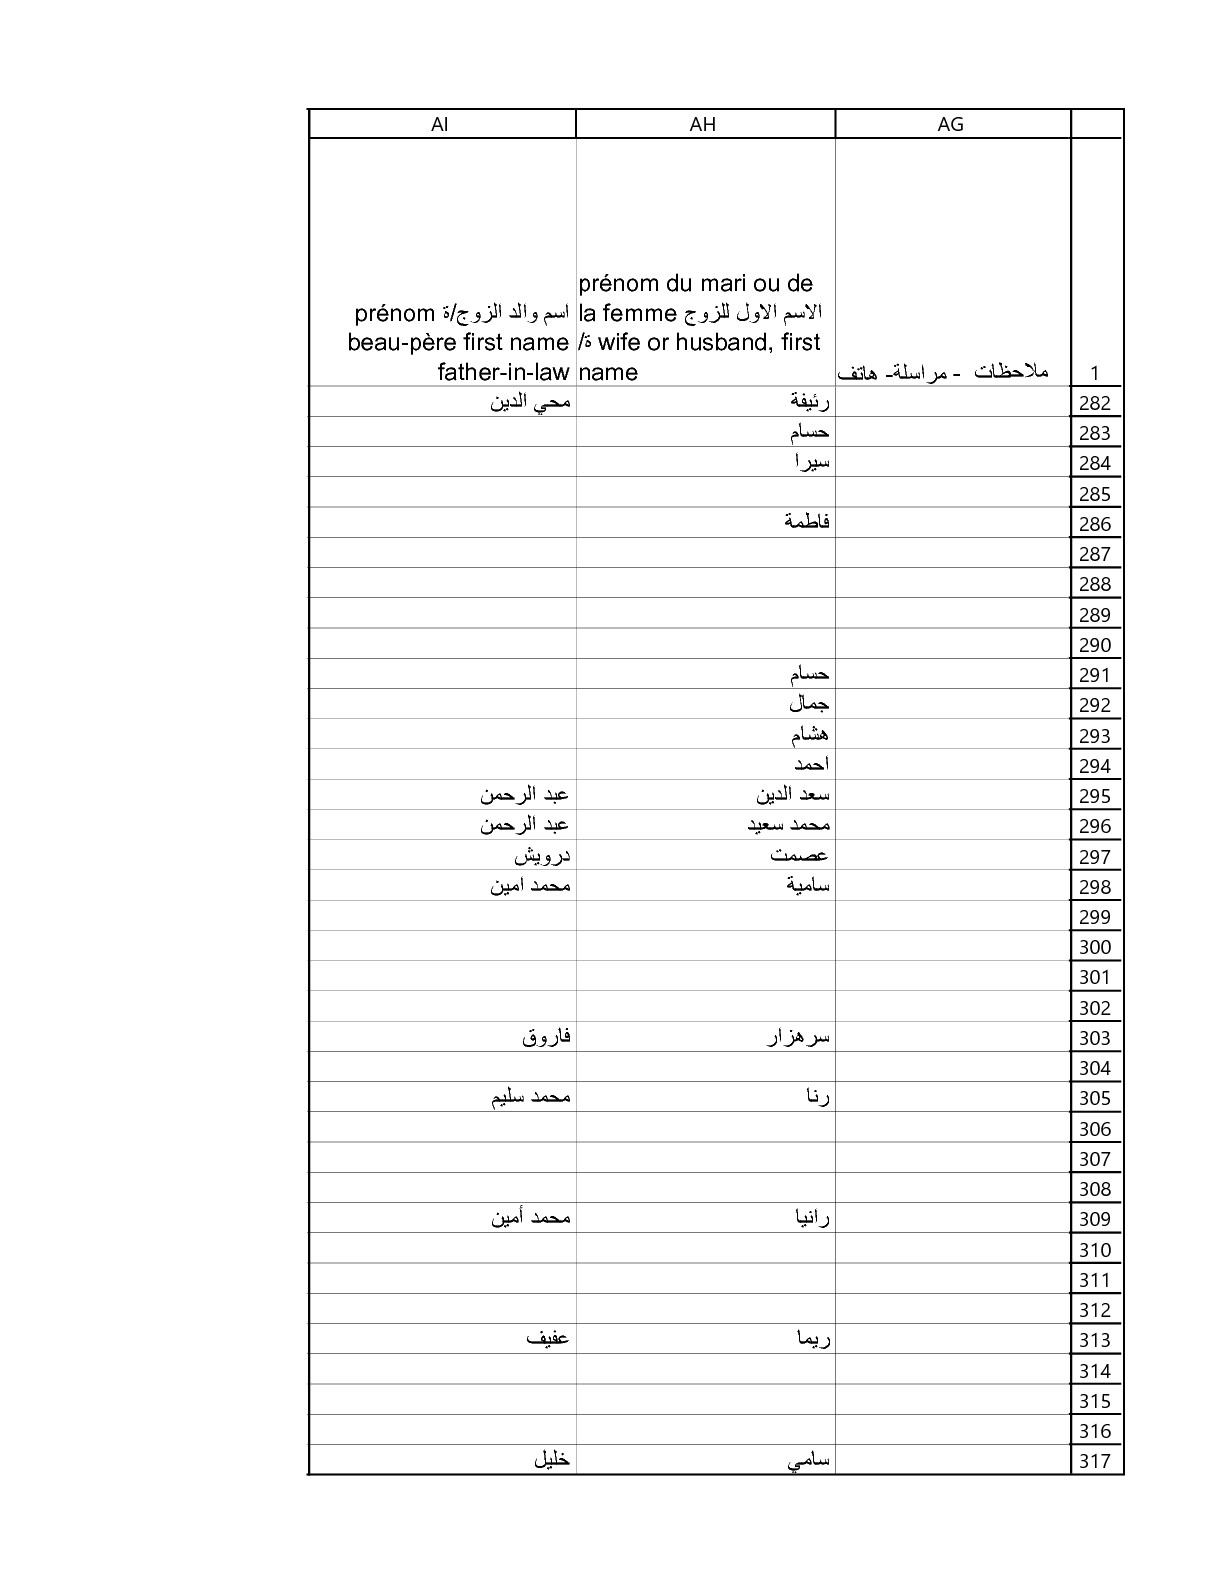 AI AH AG
prénom du mari ou de
prénom اسم والد الزوج/ة la femme الاسم الاول للزوج
beau-père first name /ة wife or husband, first
father-in-law name ملاحظات - مراسلة- هاتف 1
محي الدين رئيفة 282
حسام 283
سيرا 284
285
فاطمة 286
287
288
289
290
حسام 291
جمال 292
هشام 293
احمد 294
عبد الرحمن سعد الدين 295
عبد الرحمن محمد سعيد 296
درويش عصمت 297
محمد امين سامية 298
299
300
301
302
فاروق سرهزار 303
304
محمد سليم رنا 305
306
307
308
محمد أمين رانيا 309
310
311
312
عفيف ريما 313
314
315
316
خليل سامي 317